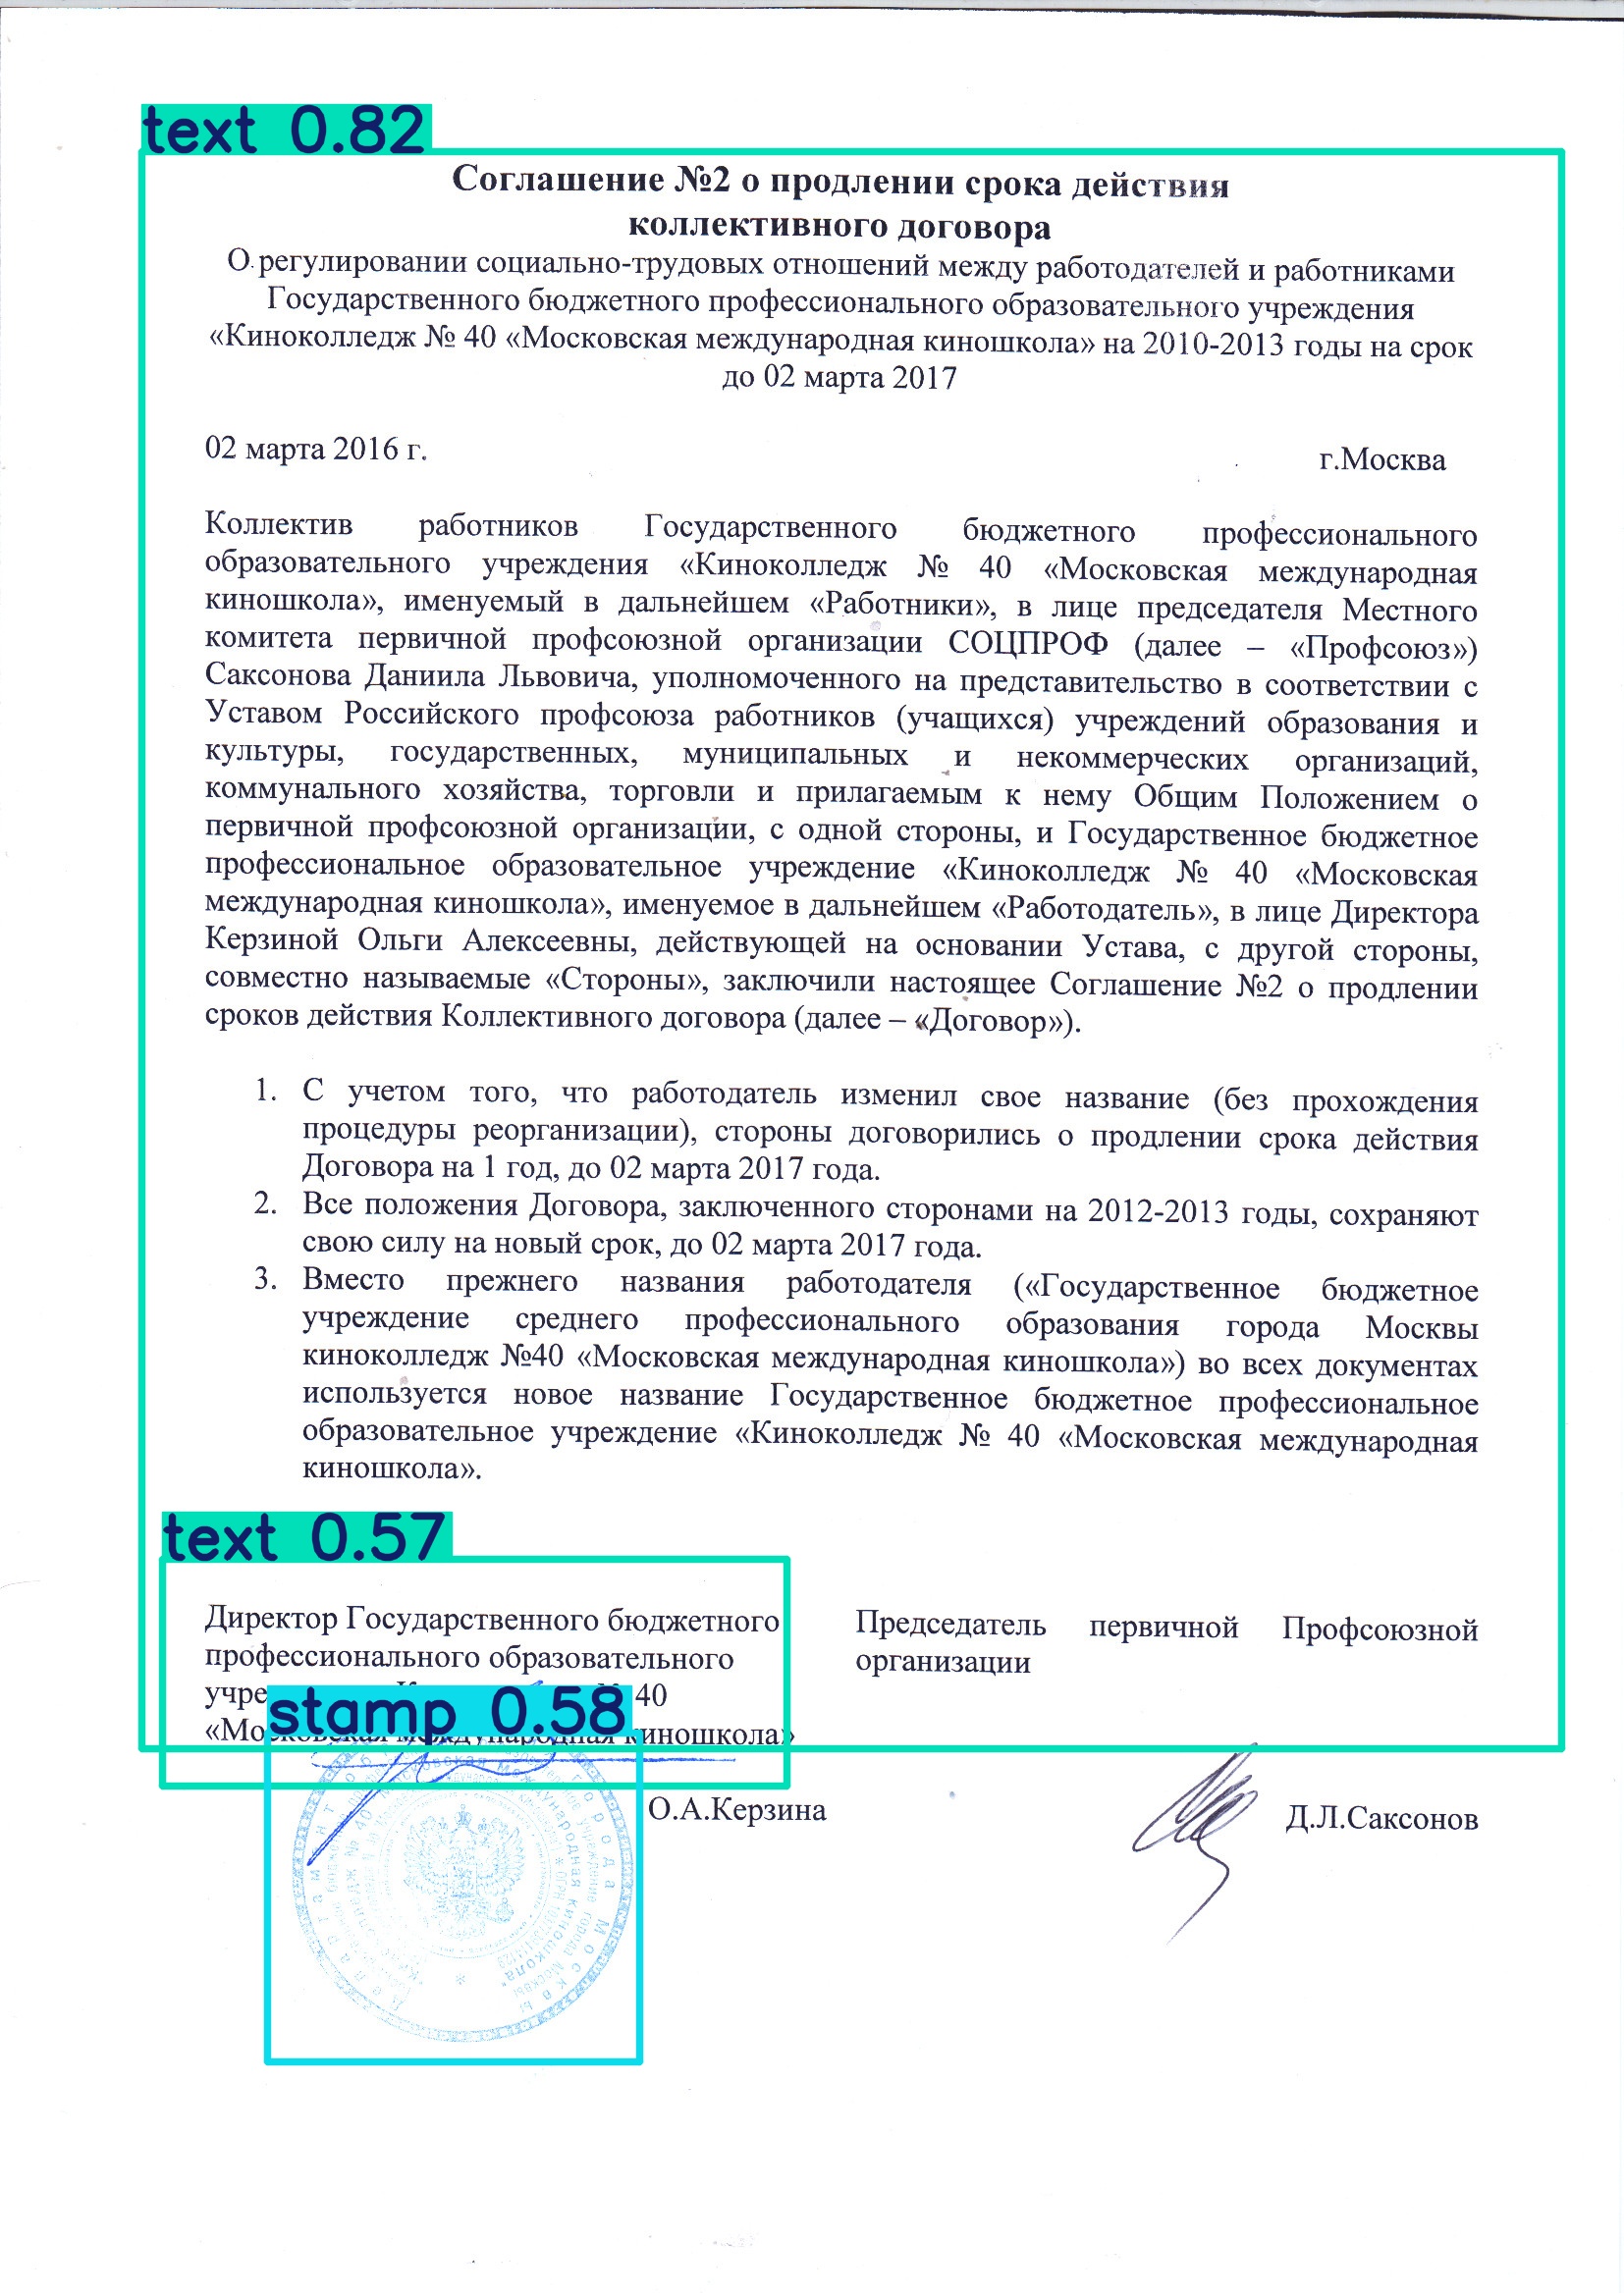 text 0.82
Соглашение №2 о продлении срока действия
коллективного договора
О регулировании социально-трудовых отношений между работодателей и работниками
Государственного бюджетного профессионального образовательного учреждения
«Киноколледж № 40 «Московская международная киношкола» на 2010-2013 годы на срок
до 02 марта 2017
02 марта 2016 г. г.Москва
Коллектив работников Государственного бюджетного профессионального
образовательного учреждения «Киноколледж № 40 «Московская международная
киношкола», именуемый в дальнейшем «Работники», в лице председателя Местного
комитета первичной профсоюзной организации СОЦПРОФ (далее – «Профсоюз»)
Саксонова Даниила Львовича, уполномоченного на представительство в соответствии с
Уставом Российского профсоюза работников (учащихся) учреждений образования и
культуры, государственных, муниципальных и некоммерческих организаций,
коммунального хозяйства, торговли и прилагаемым к нему Общим Положением о
первичной профсоюзной организации, с одной стороны, и Государственное бюджетное
профессиональное образовательное учреждение «Киноколледж № 40 «Московская
международная киношкола», именуемое в дальнейшем «Работодатель», в лице Директора
Керзиной Ольги Алексеевны, действующей на основании Устава, с другой стороны,
совместно называемые «Стороны», заключили настоящее Соглашение №2 о продлении
сроков действия Коллективного договора (далее – «Договор»).
1. С учетом того, что работодатель изменил свое название (без прохождения
процедуры реорганизации), стороны договорились о продлении срока действия
Договора на 1 год, до 02 марта 2017 года.
2. Все положения Договора, заключенного сторонами на 2012-2013 годы, сохраняют
свою силу на новый срок, до 02 марта 2017 года.
3. Вместо прежнего названия работодателя («Государственное бюджетное
учреждение среднего профессионального образования города Москвы
киноколледж №40 «Московская международная киношкола») во всех документах
используется новое название Государственное бюджетное профессиональное
образовательное учреждение «Киноколледж № 40 «Московская международная
киношкола».
text 0.57
Директор Государственного бюджетного
профессионального образовательного
40
«Московская международная киношкола»
Председатель первичной Профсоюзной
организации
stamp 0.58
Департамент города Москвы
Московская международная киношкола
О.А.Керзина
Д.Л.Саксонов